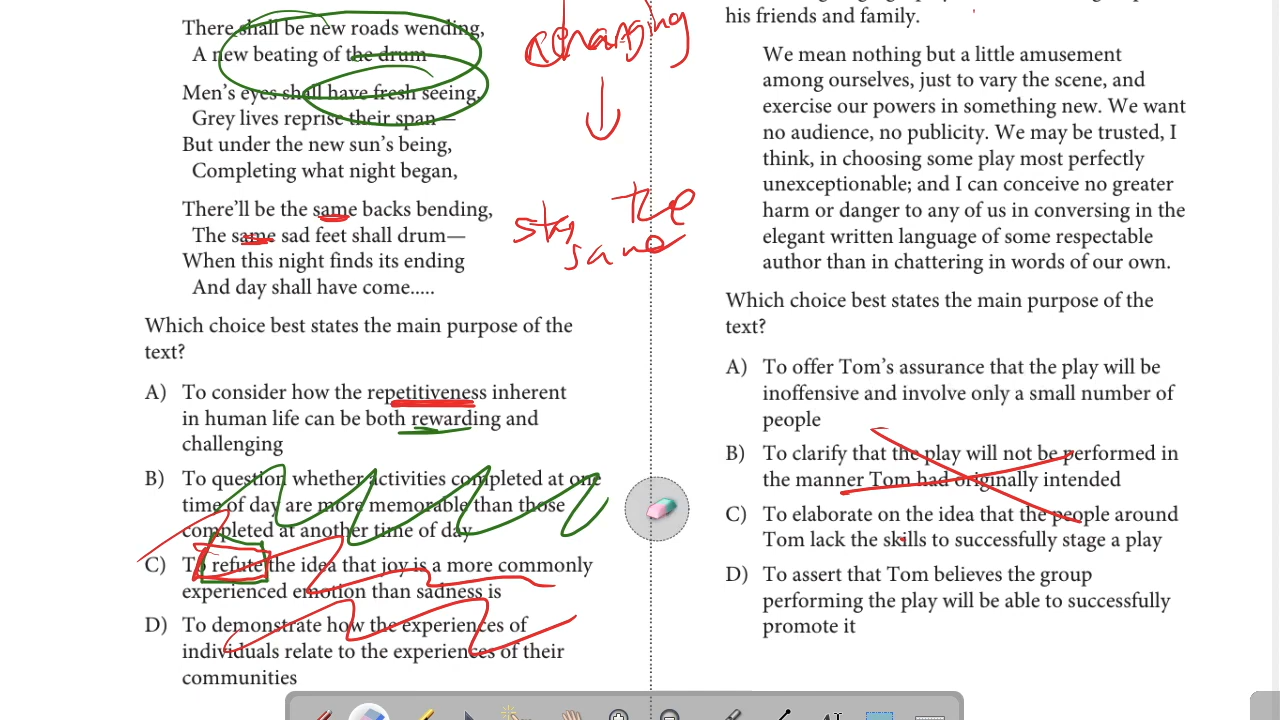 There shall be new roads wending,
A new beating of the drum—
Men's eyes shall have fresh seeing,
Grey lives reprise their span—
But under the new sun's being,
Completing what night began,
There'll be the same backs bending,
The same sad feet shall drum—
When this night finds its ending
And day shall have come.....
Which choice best states the main purpose of the
text?
A) To consider how the repetitiveness inherent
in human life can be both rewarding and
challenging
B) To question whether activities completed at one
time of day are more memorable than those
completed at another time of day
C) To refute the idea that joy is a more commonly
experienced emotion than sadness is
D) To demonstrate how the experiences of
individuals relate to the experiences of their
communities
stay the
same
his friends and family.
We mean nothing but a little amusement
among ourselves, just to vary the scene, and
exercise our powers in something new. We want
no audience, no publicity. We may be trusted, I
think, in choosing some play most perfectly
unexceptionable; and I can conceive no greater
harm or danger to any of us in conversing in the
elegant written language of some respectable
author than in chattering in words of our own.
Which choice best states the main purpose of the
text?
A) To offer Tom's assurance that the play will be
inoffensive and involve only a small number of
people
B) To clarify that the play will not be performed in
the manner Tom had originally intended
C) To elaborate on the idea that the people around
Tom lack the skills to successfully stage a play
D) To assert that Tom believes the group
performing the play will be able to successfully
promote it